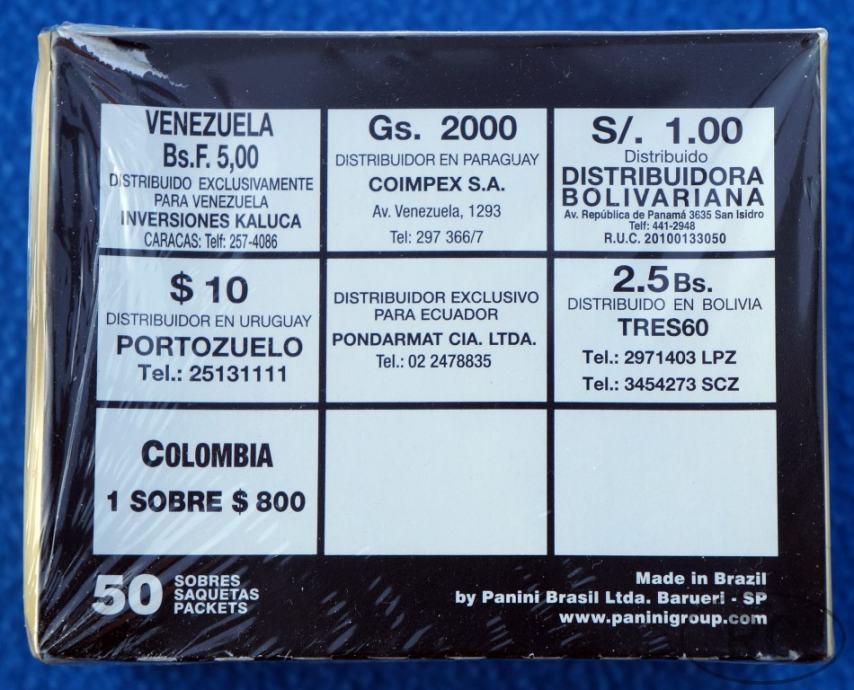 VENEZUELA
Bs.F. 5,00
DISTRIBUIDO EXCLUSIVAMENTE
PARA VENEZUELA
INVERSIONES KALUCA
CARACAS: Telf: 257-4086
Gs. 2000
DISTRIBUIDOR EN PARAGUAY
COIMPEX S.A.
Av. Venezuela, 1293
Tel: 297 366/7
S/. 1.00
Distribuido
DISTRIBUIDORA
BOLIVARIANA
Av. República de Panamá 3635 San Isidro
Telf: 441-2948
R.U.C. 20100133050
$ 10
DISTRIBUIDOR EN URUGUAY
PORTOZUELO
Tel.: 25131111
DISTRIBUIDOR EXCLUSIVO
PARA ECUADOR
PONDARMAT CIA. LTDA.
Tel.: 02 2478835
2.5 Bs.
DISTRIBUIDO EN BOLIVIA
TRES60
Tel.: 2971403 LPZ
Tel.: 3454273 SCZ
COLOMBIA
1 SOBRE $ 800
50 SOBRES
SAQUETAS
PACKETS
Made in Brazil
by Panini Brasil Ltda. Barueri - SP
www.paninigroup.com